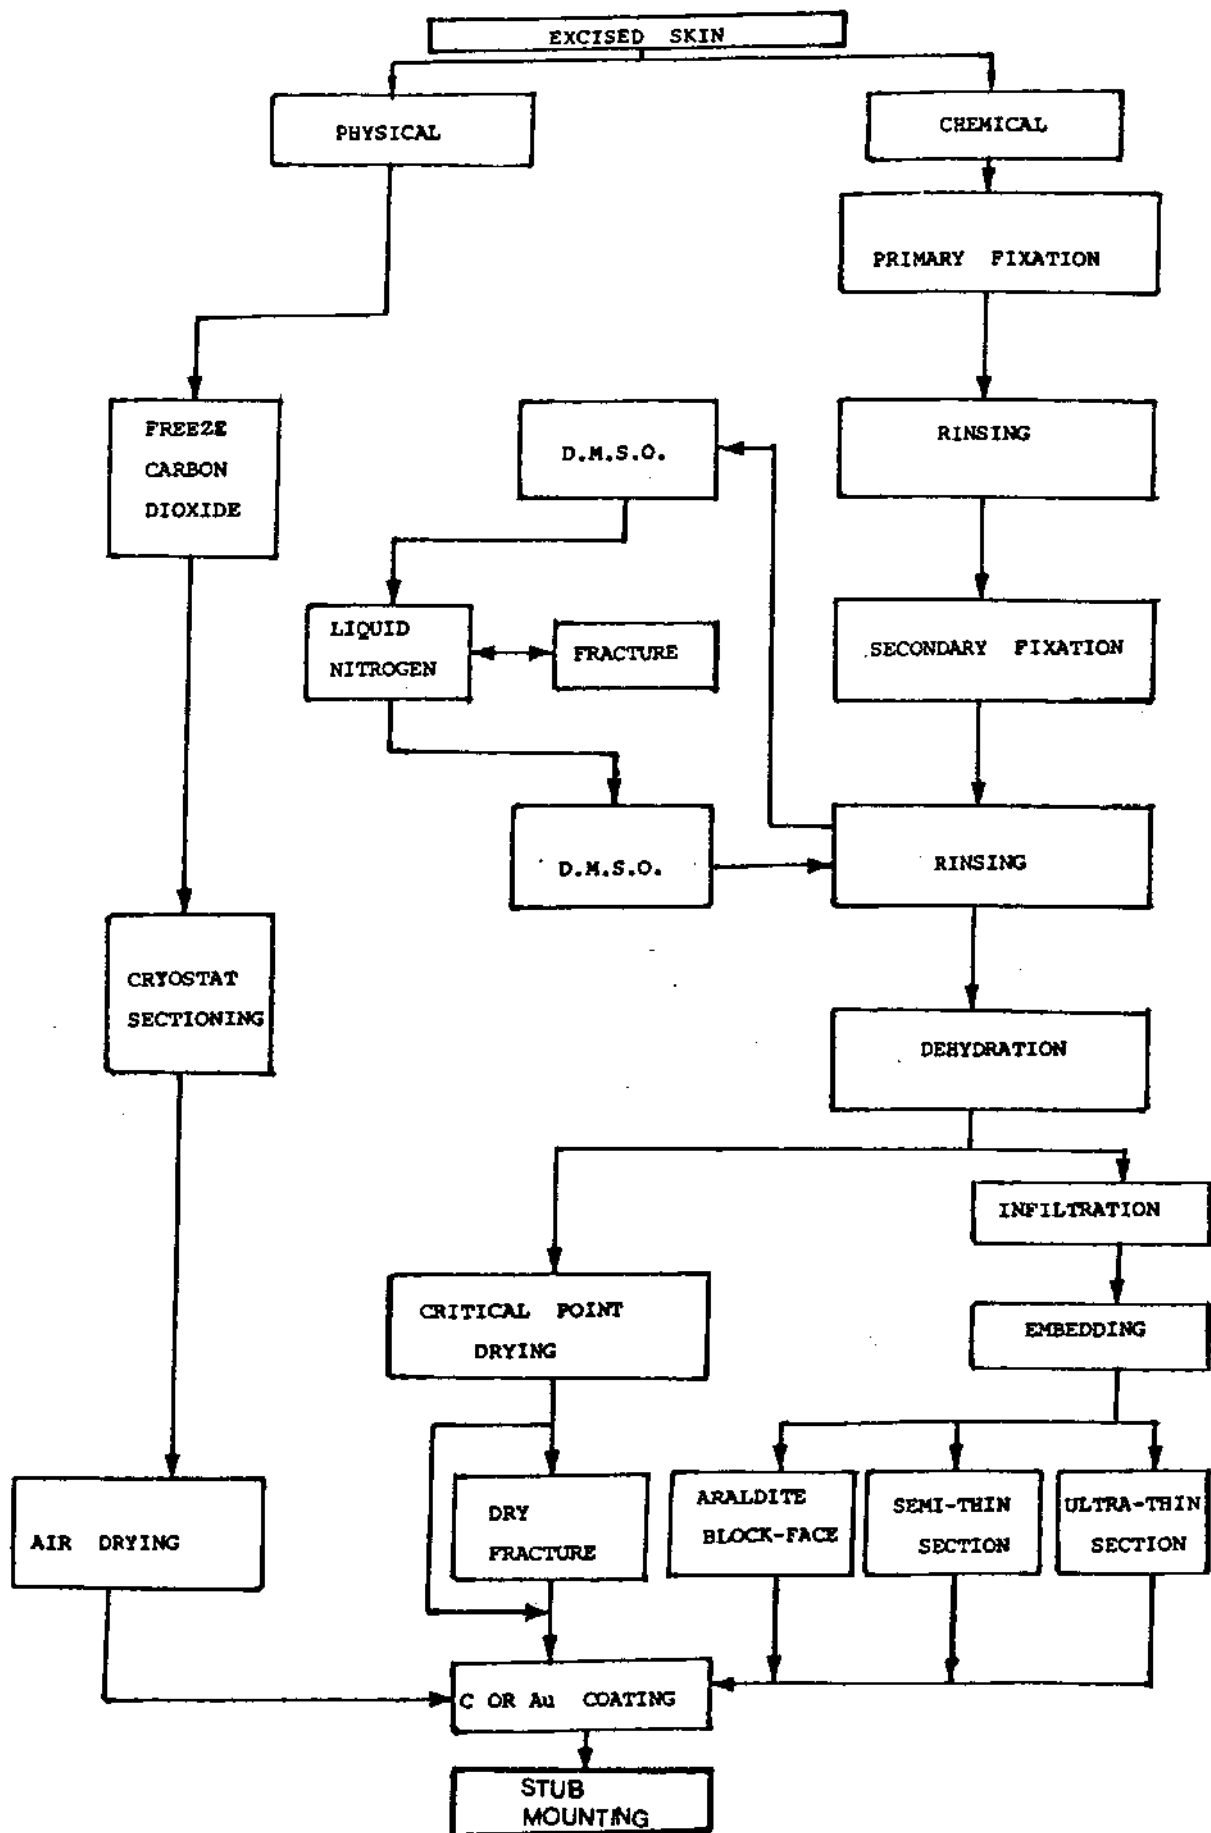 EXCISED SKIN
PHYSICAL
CHEMICAL
PRIMARY FIXATION
FREEZE
CARBON
DIOXIDE
D.M.S.O.
RINSING
LIQUID
NITROGEN
FRACTURE
SECONDARY FIXATION
D.M.S.O.
RINSING
CRYOSTAT
SECTIONING
DEHYDRATION
INFILTRATION
CRITICAL POINT
DRYING
EMBEDDING
AIR DRYING
DRY
FRACTURE
ARALDITE
BLOCK-FACE
SEMI-THIN
SECTION
ULTRA-THIN
SECTION
C OR Au COATING
STUB
MOUNTING